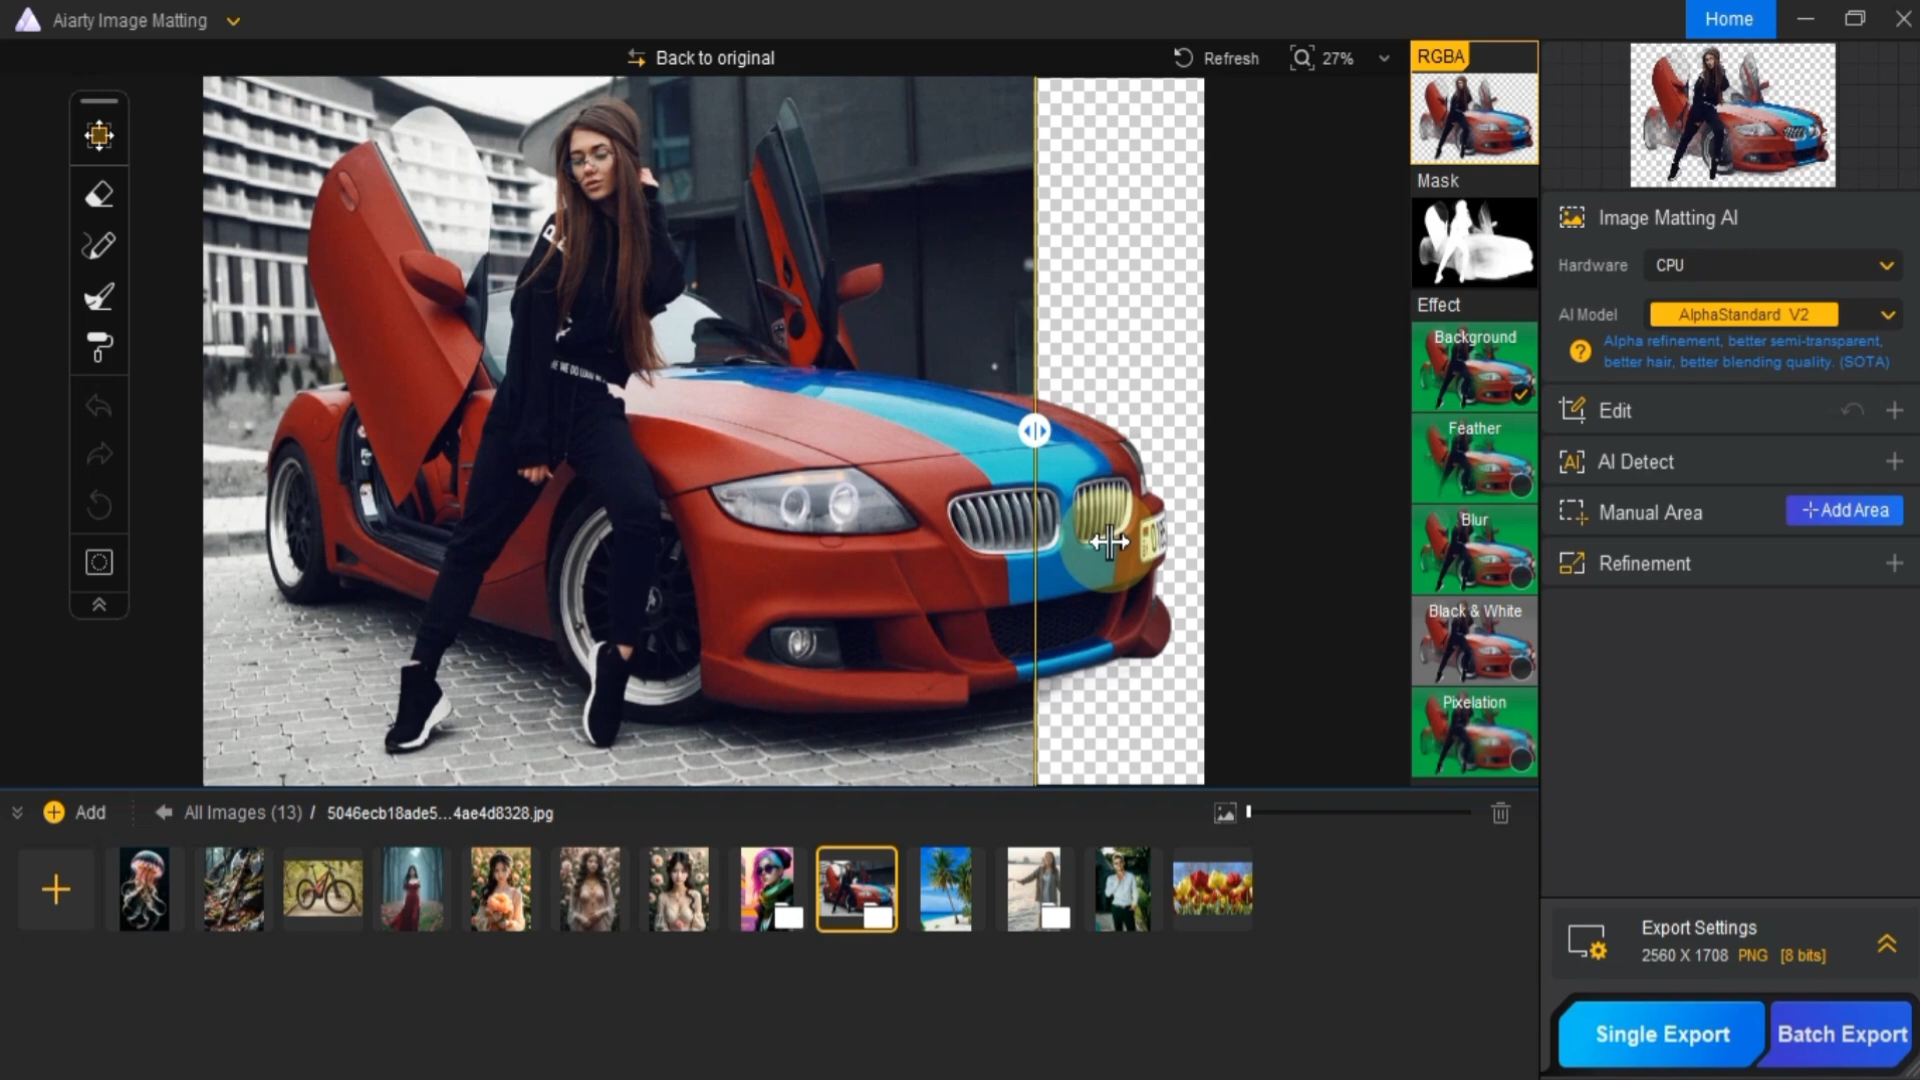 Aiarty Image Matting
Home
Back to original
Refresh
27%
RGBA
Mask
Effect
Background
Feather
Blur
Black & White
Pixelation
Image Matting AI
Hardware
CPU
AI Model
AlphaStandard V2
?
Alpha refinement, better semi-transparent,
better hair, better blending quality. (SOTA)
Edit
AI Detect
Manual Area
Add Area
Refinement
Add
All Images (13) / 5046ecb18ade5...4ae4d8328.jpg
Export Settings
2560 X 1708 PNG [8 bits]
Single Export
Batch Export